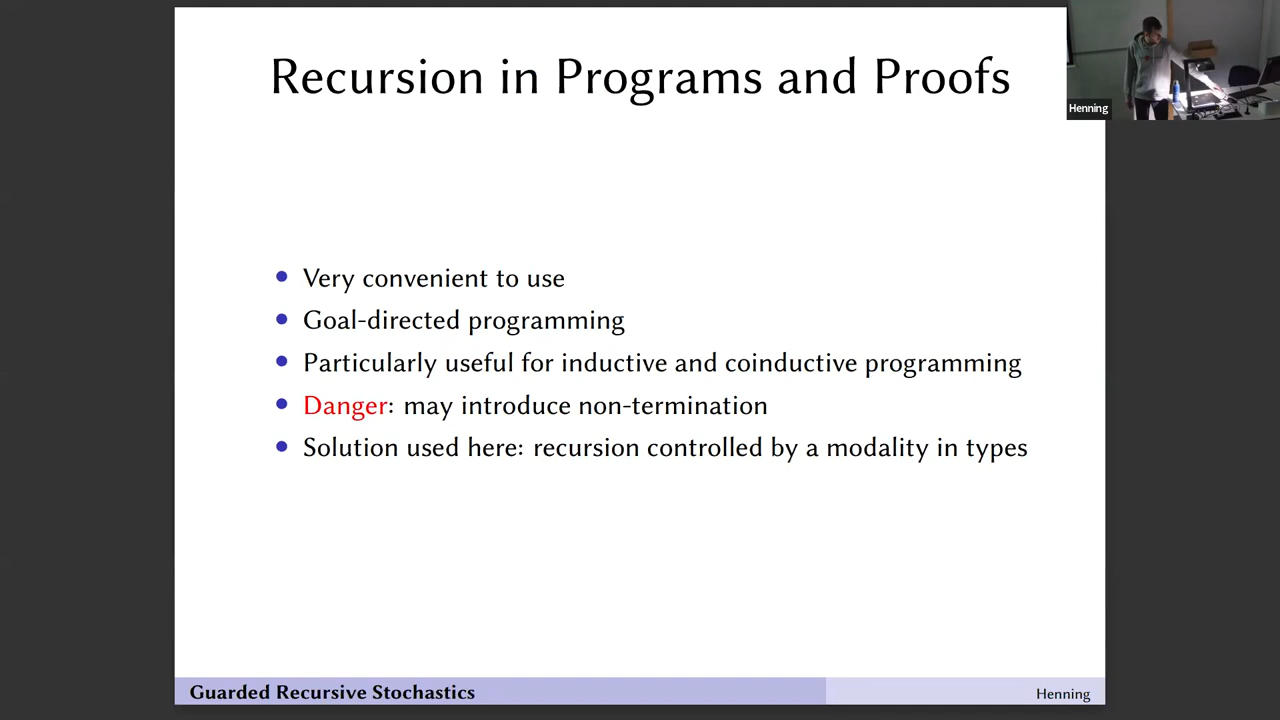 Recursion in Programs and Proofs
Henning
Very convenient to use
Goal-directed programming
Particularly useful for inductive and coinductive programming
Danger: may introduce non-termination
Solution used here: recursion controlled by a modality in types
Guarded Recursive Stochastics
Henning